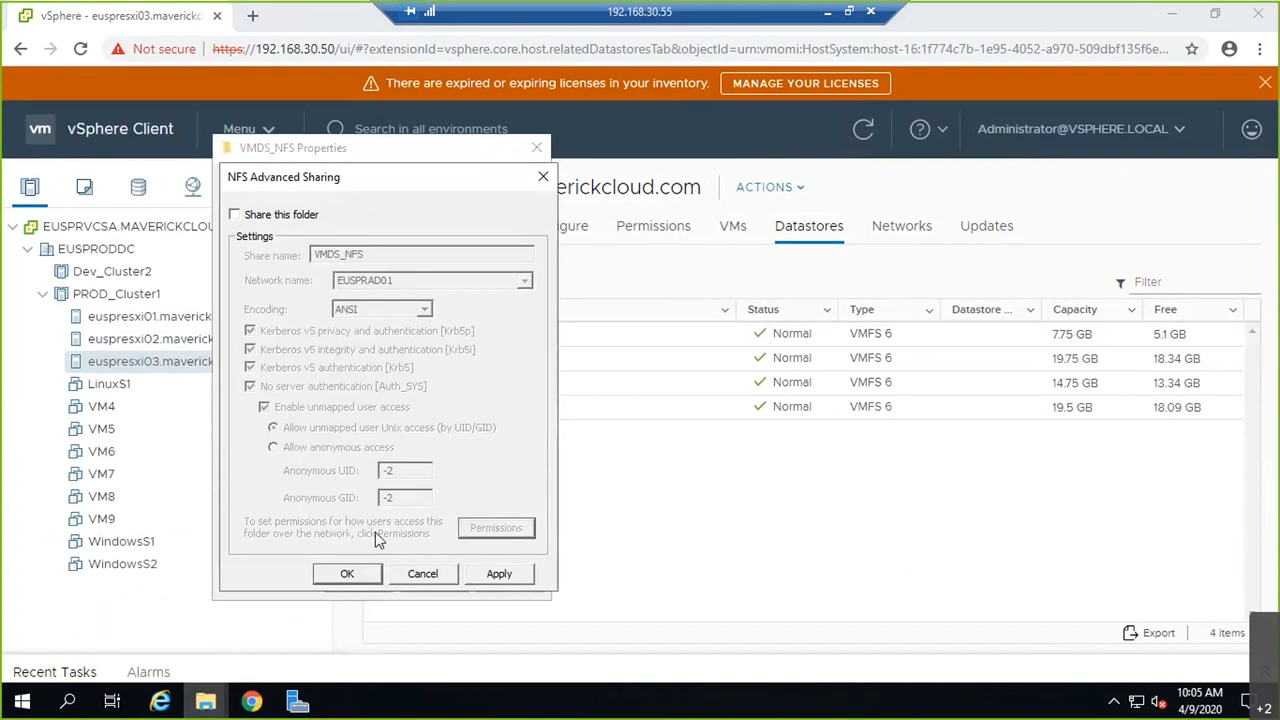 vSphere - euspresxi03.maverickcl
192.168.30.55
Not secure
https://192.168.30.50/ui/#?extensionId=vsphere.core.host.relatedDatastoresTab&objectId=urn:vmomi:HostSystem:host-16:1f774c7b-1e95-4052-a970-509dbf135f6e...
There are expired or expiring licenses in your inventory.
MANAGE YOUR LICENSES
vm
vSphere Client
Menu
Search in all environments
Administrator@VSPHERE.LOCAL
VMDS_NFS Properties
NFS Advanced Sharing
erickcloud.com
ACTIONS
EUSPRVCSA.MAVERICKCLOU
EUSPRODDC
Dev_Cluster2
PROD_Cluster1
euspresxi01.maverick
euspresxi02.maverick
euspresxi03.maverick
LinuxS1
VM4
VM5
VM6
VM7
VM8
VM9
WindowsS1
WindowsS2
Share this folder
Settings
Share name:
VMDS_NFS
Network name:
EUSPRAD01
Encoding:
ANSI
Kerberos v5 privacy and authentication [Krb5p]
Kerberos v5 integrity and authentication [Krb5i]
Kerberos v5 authentication [Krb5]
No server authentication [Auth_SYS]
Enable unmapped user access
Allow unmapped user Unix access (by UID/GID)
Allow anonymous access
Anonymous UID:
-2
Anonymous GID:
-2
To set permissions for how users access this
folder over the network, click Permissions
Permissions
OK
Cancel
Apply
gure
Permissions
VMs
Datastores
Networks
Updates
Filter
Status
Type
Datastore ...
Capacity
Free
Normal
VMFS 6
7.75 GB
5.1 GB
Normal
VMFS 6
19.75 GB
18.34 GB
Normal
VMFS 6
14.75 GB
13.34 GB
Normal
VMFS 6
19.5 GB
18.09 GB
Export
4 items
Recent Tasks
Alarms
10:05 AM
4/9/2020
+2